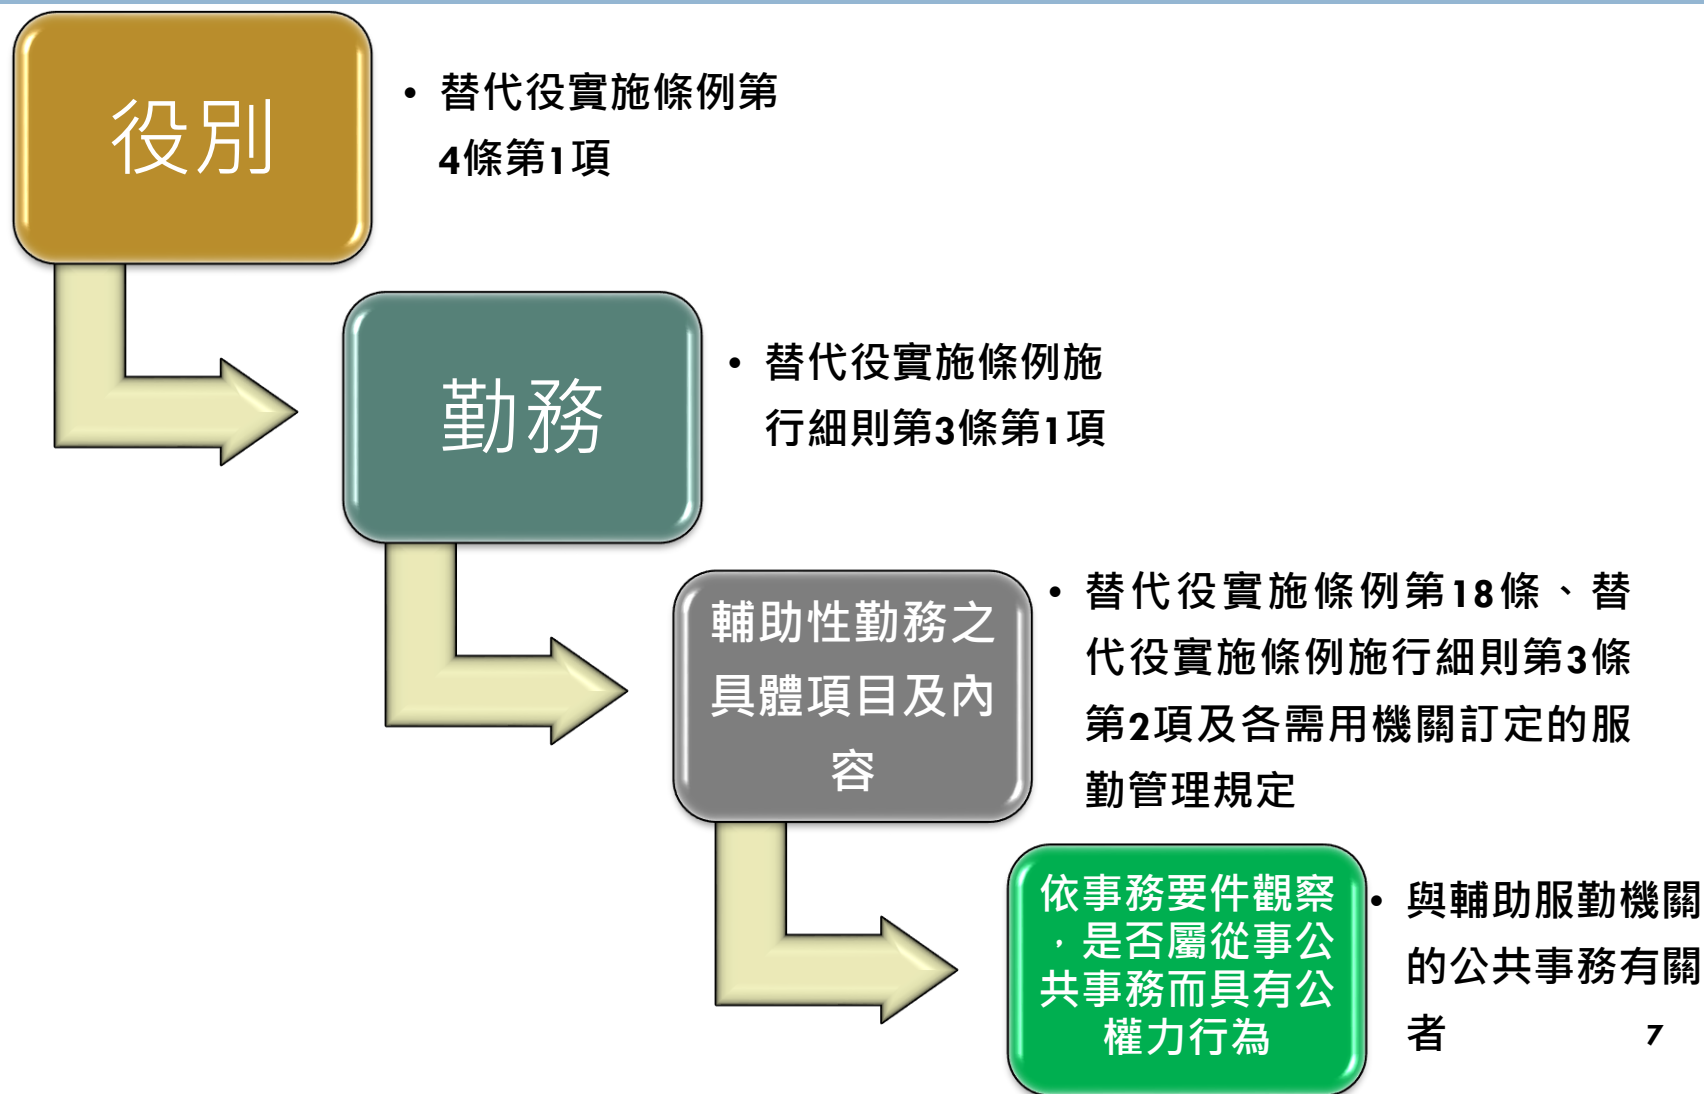 役別
• 替代役實施條例第
4條第1項
勤務
• 替代役實施條例施
行細則第3條第1項
輔助性勤務之
具體項目及內
容
• 替代役實施條例第18條、替
代役實施條例施行細則第3條
第2項及各需用機關訂定的服
勤管理規定
依事務要件觀察
，是否屬從事公
共事務而具有公
權力行為
• 與輔助服勤機關
的公共事務有關
者
7